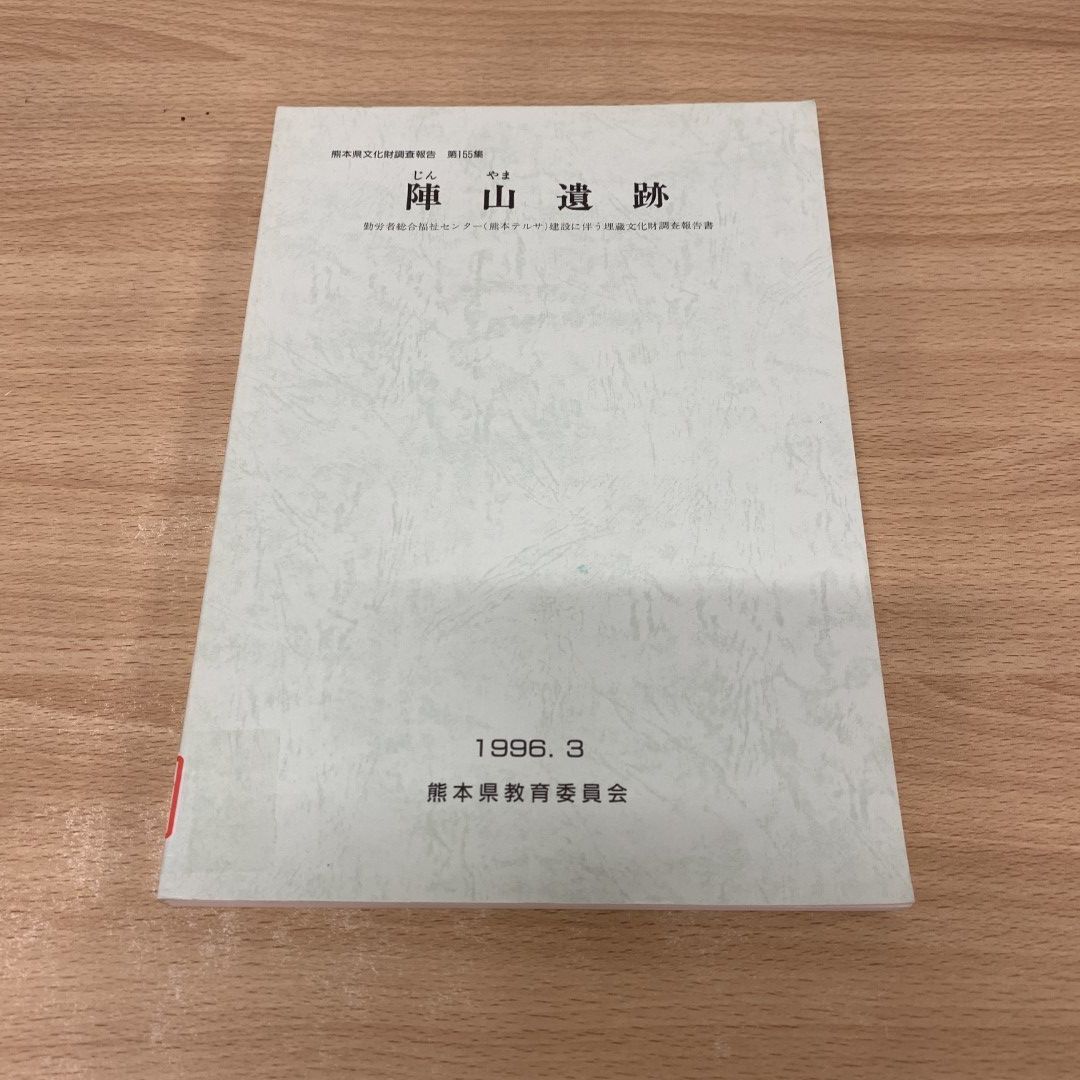 熊本県文化財調査報告 第155集
じん やま
陣山遺跡
勤労者総合福祉センター(熊本テルサ)建設に伴う埋蔵文化財調査報告書
1996. 3
熊本県教育委員会